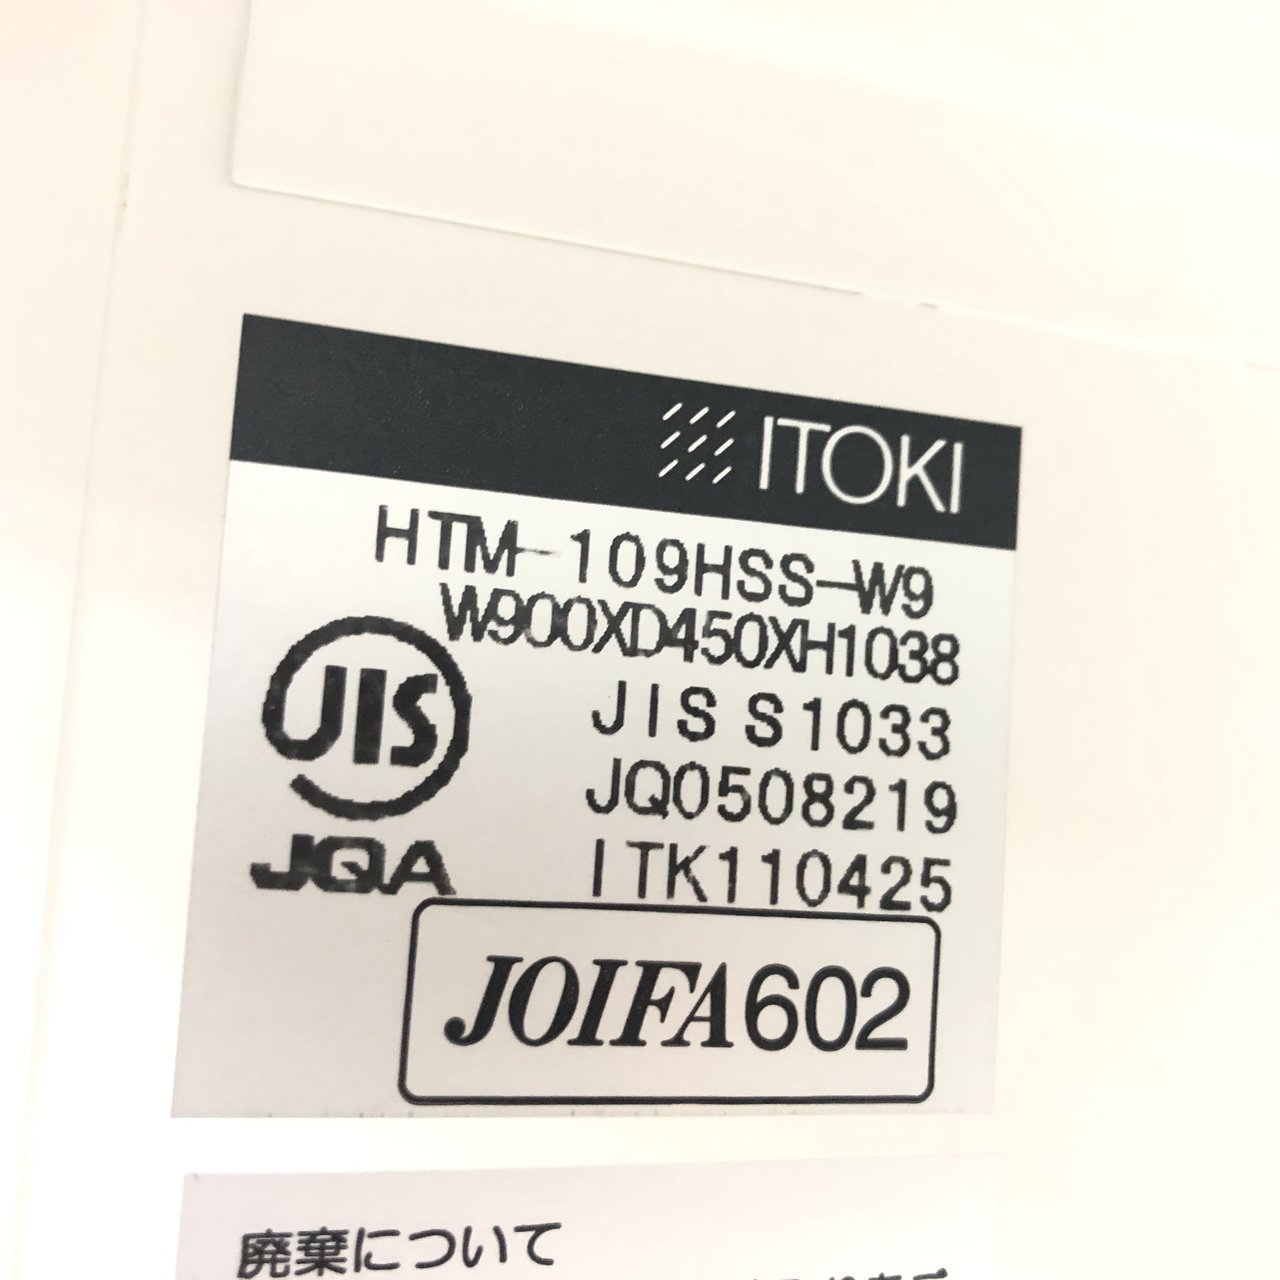 ITOKI
HTM-109HSS-W9
W900XD450XH1038
JIS
JIS S1033
JQ0508219
JQA
ITK110425
JOIFA602
廃棄について